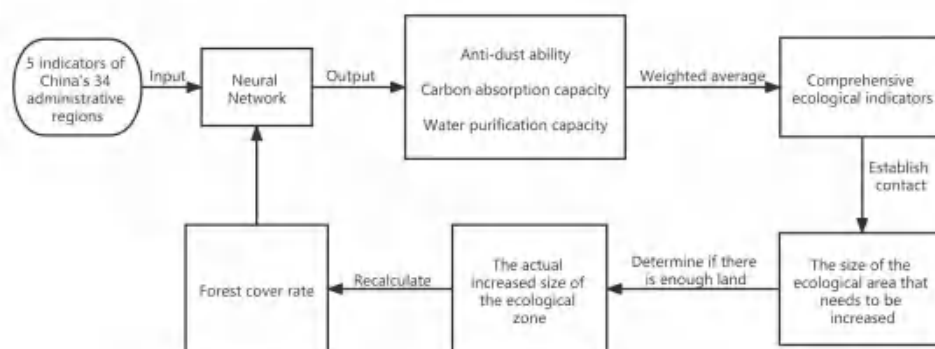 5 indicators of
China's 34
administrative
regions
Input
Neural
Network
Output
Anti-dust ability
Carbon absorption capacity
Water purification capacity
Weighted average
Comprehensive
ecological indicators
Establish
contact
The size of the
ecological area that
needs to be
increased
Determine if there
is enough land
The actual
increased size of
the ecological
zone
Recalculate
Forest cover rate